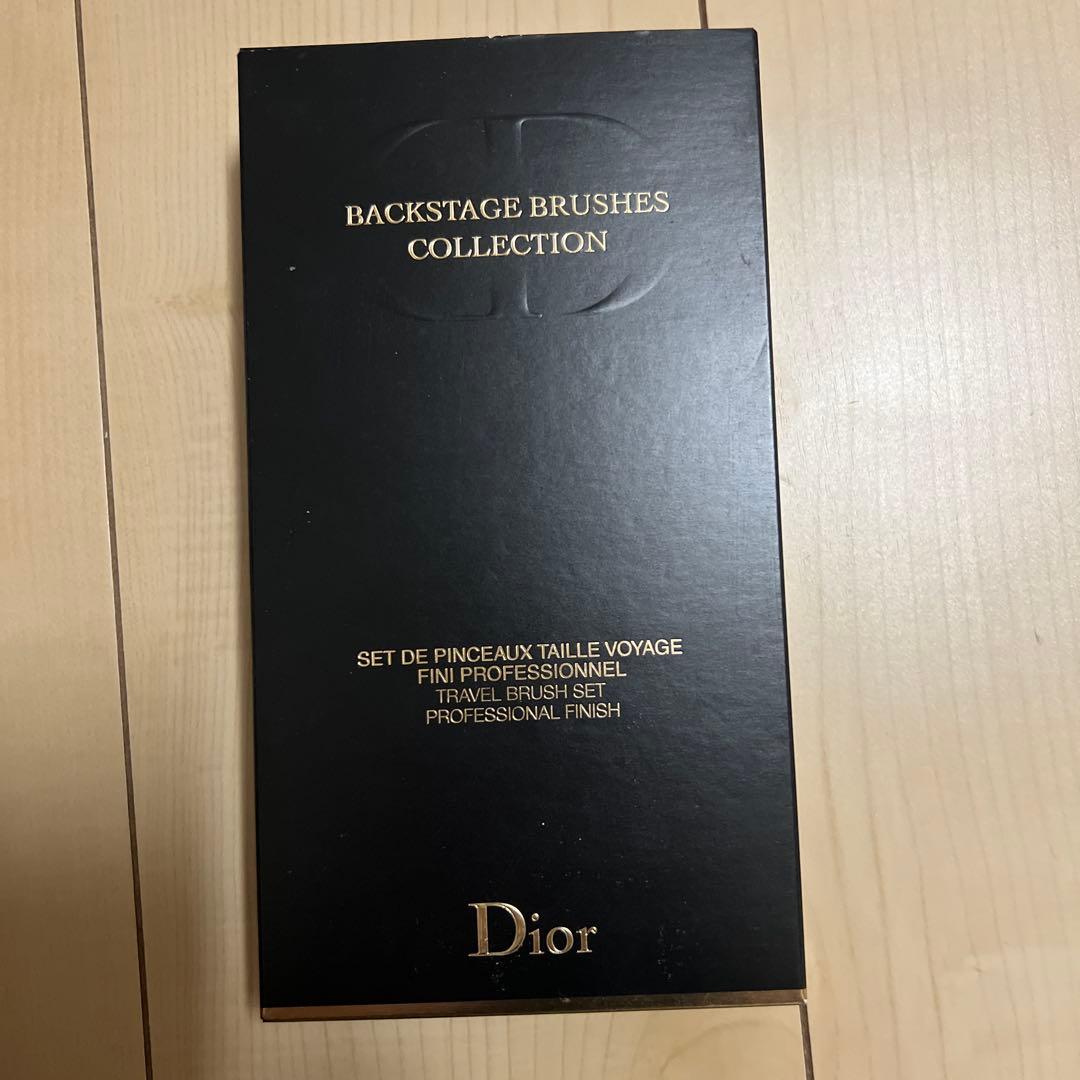 BACKSTAGE BRUSHES
COLLECTION
SET DE PINCEAUX TAILLE VOYAGE
FINI PROFESSIONNEL
TRAVEL BRUSH SET
PROFESSIONAL FINISH
Dior